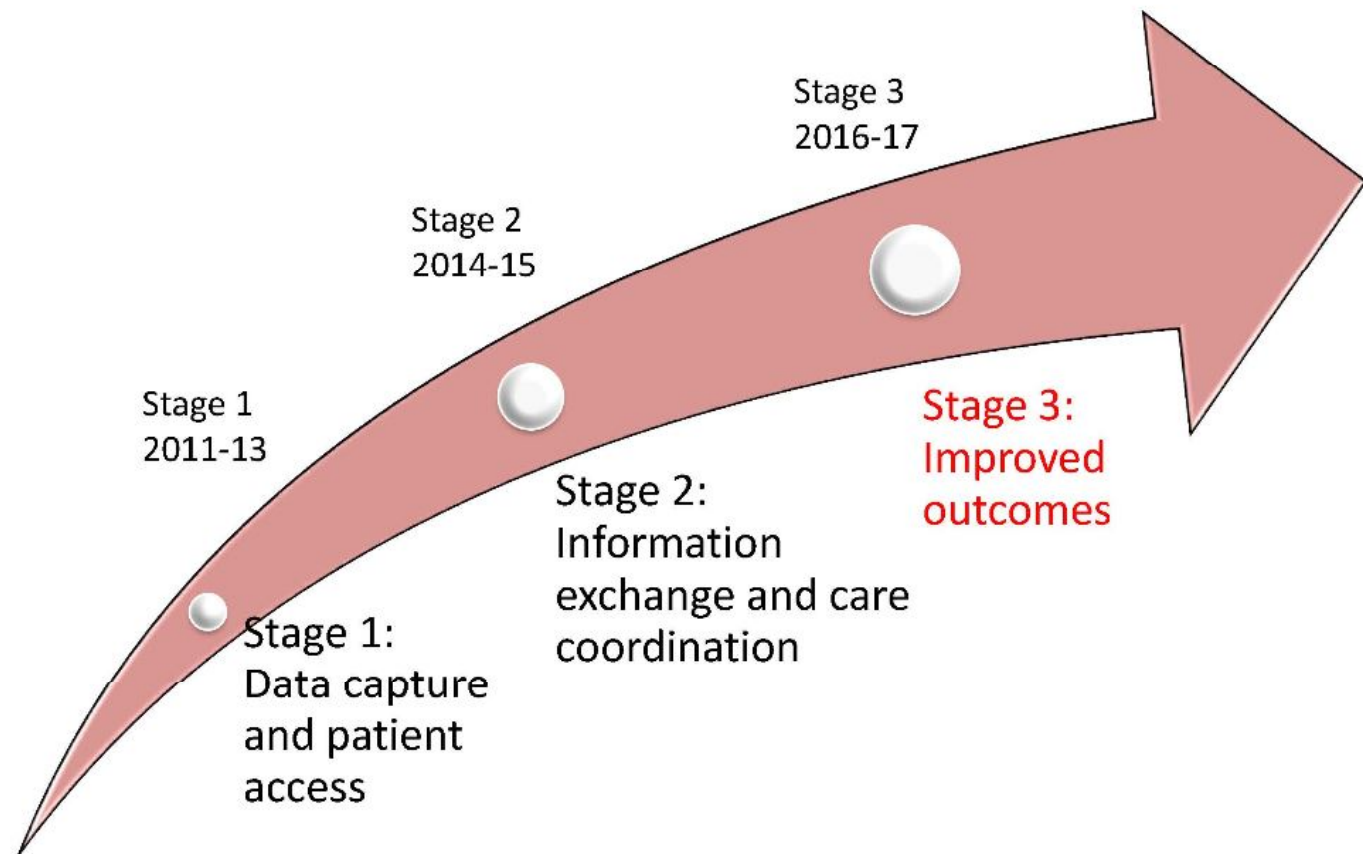 Stage 3
2016-17
Stage 2
2014-15
Stage 1
2011-13
Stage 3:
Improved
outcomes
Stage 2:
Information
exchange and care
coordination
Stage 1:
Data capture
and patient
access